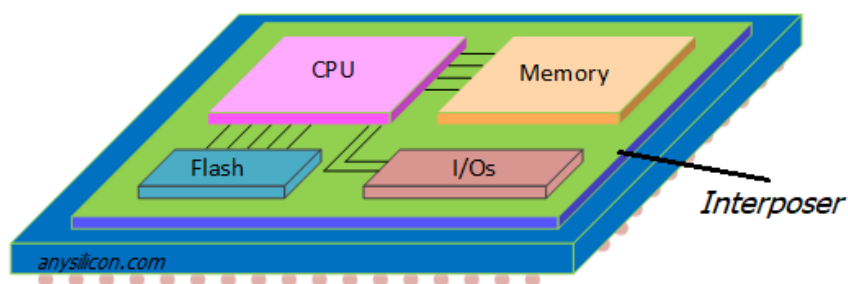 CPU
Memory
Flash
I/Os
Interposer
anysilicon.com